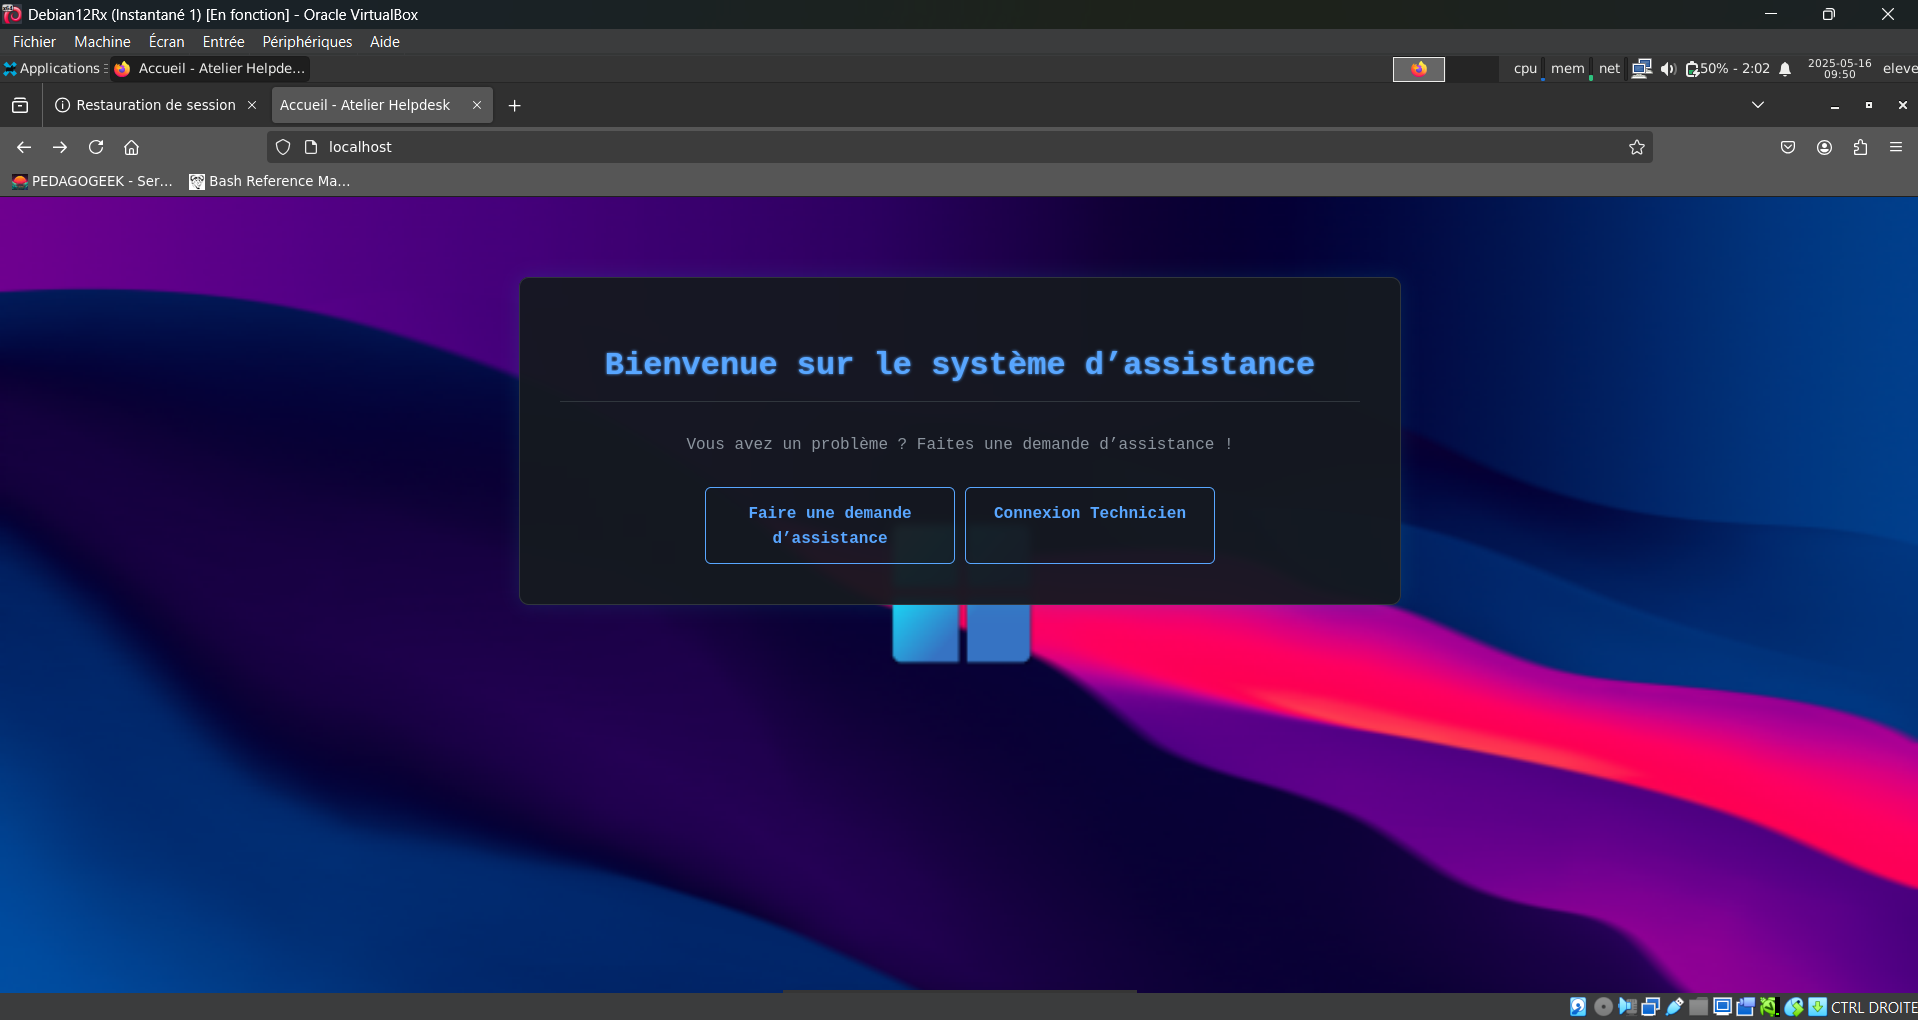 Debian12Rx (Instantané 1) [En fonction] - Oracle VirtualBox
Fichier Machine Écran Entrée Périphériques Aide
Applications Accueil - Atelier Helpde... cpu mem net 50% - 2:02 2025-05-16 09:50 eleve
Restauration de session Accueil - Atelier Helpdesk
localhost
PEDAGOGEEK - Ser... Bash Reference Ma...
Bienvenue sur le système d’assistance
Vous avez un problème ? Faites une demande d’assistance !
Faire une demande
d’assistance
Connexion Technicien
CTRL DROITE